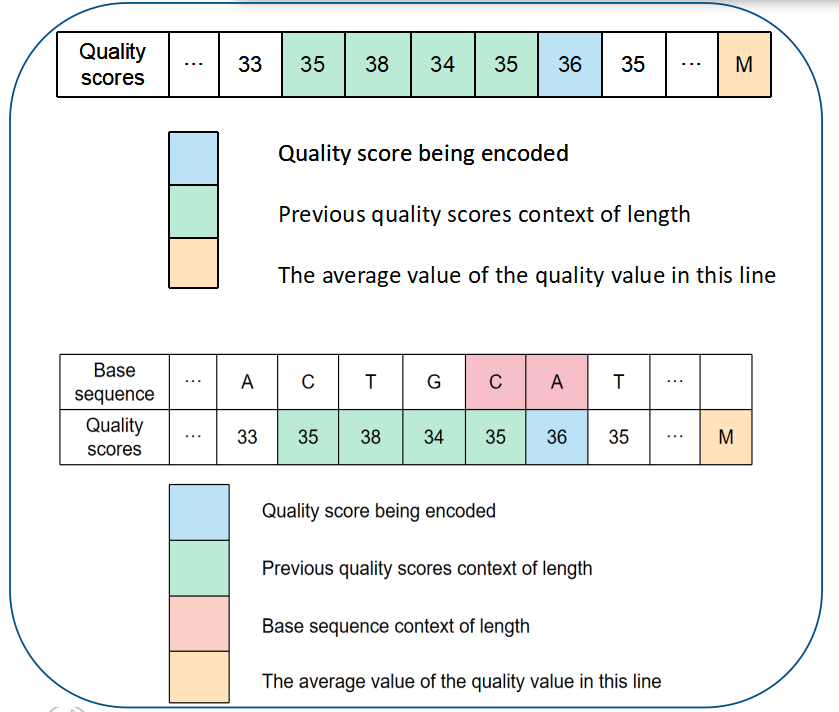 Quality scores ... 33 35 38 34 35 36 35 ... M
Quality score being encoded
Previous quality scores context of length
The average value of the quality value in this line
Base sequence ... A C T G C A T ...
Quality scores ... 33 35 38 34 35 36 35 ... M
Quality score being encoded
Previous quality scores context of length
Base sequence context of length
The average value of the quality value in this line